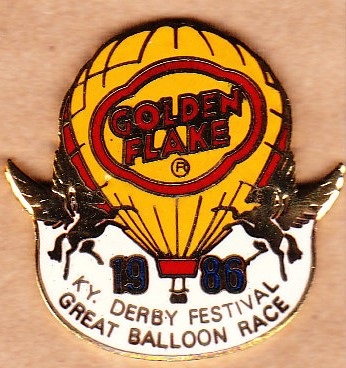 GOLDEN
FLAKE
®
19 86
KY. DERBY FESTIVAL
GREAT BALLOON RACE